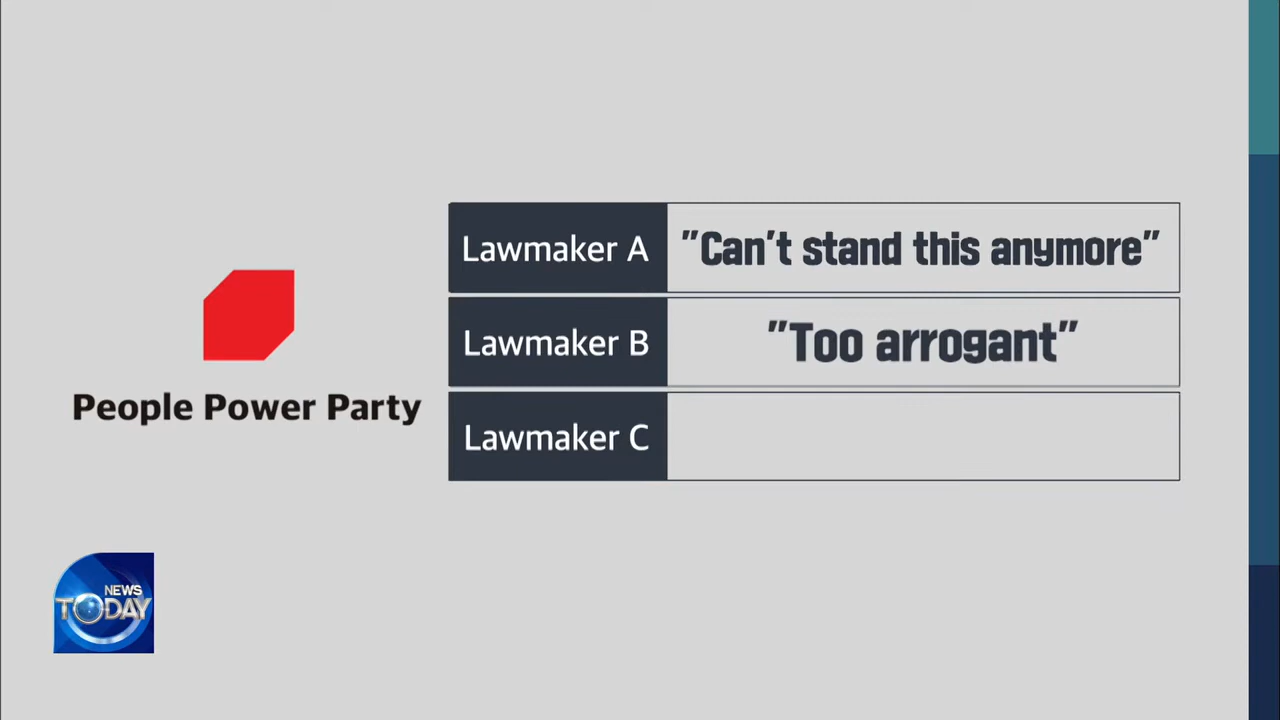 Lawmaker A
"Can't stand this anymore"
Lawmaker B
"Too arrogant"
People Power Party
Lawmaker C
NEWS
TODAY